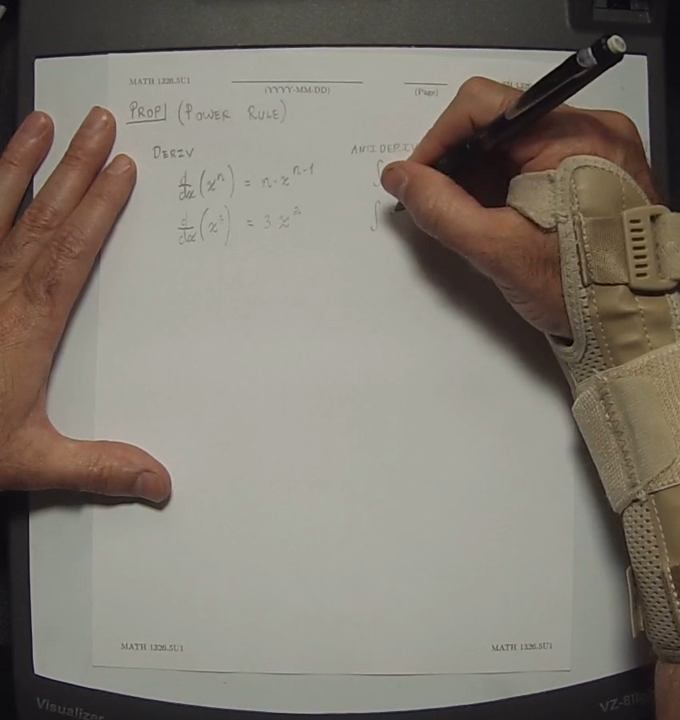 MATH 1326.5U1
(YYYY-MM-DD)
(Page)
PROP (POWER RULE)
DERIV
d/dx (x^n) = n·x^{n-1}
∫
d/dx (x^3) = 3·x^2
∫
MATH 1326.5U1
MATH 1326.5U1
Visualizer